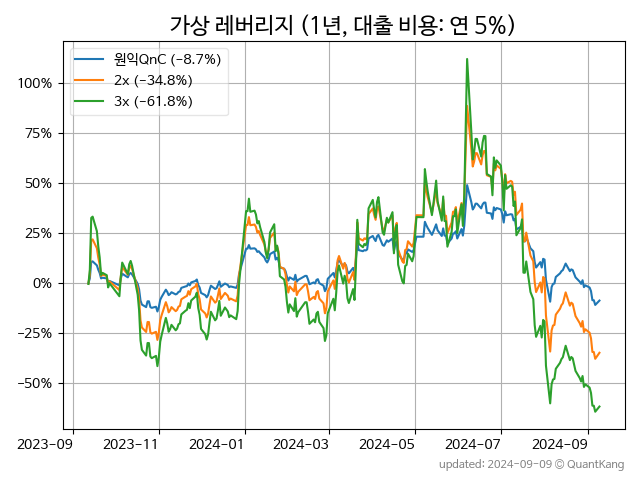 가상 레버리지 (1년, 대출 비용: 연 5%)
원익QnC (−8.7%)
2x (−34.8%)
3x (−61.8%)
100%
75%
50%
25%
0%
−25%
−50%
2023-09
2023-11
2024-01
2024-03
2024-05
2024-07
2024-09
updated: 2024-09-09 © QuantKang